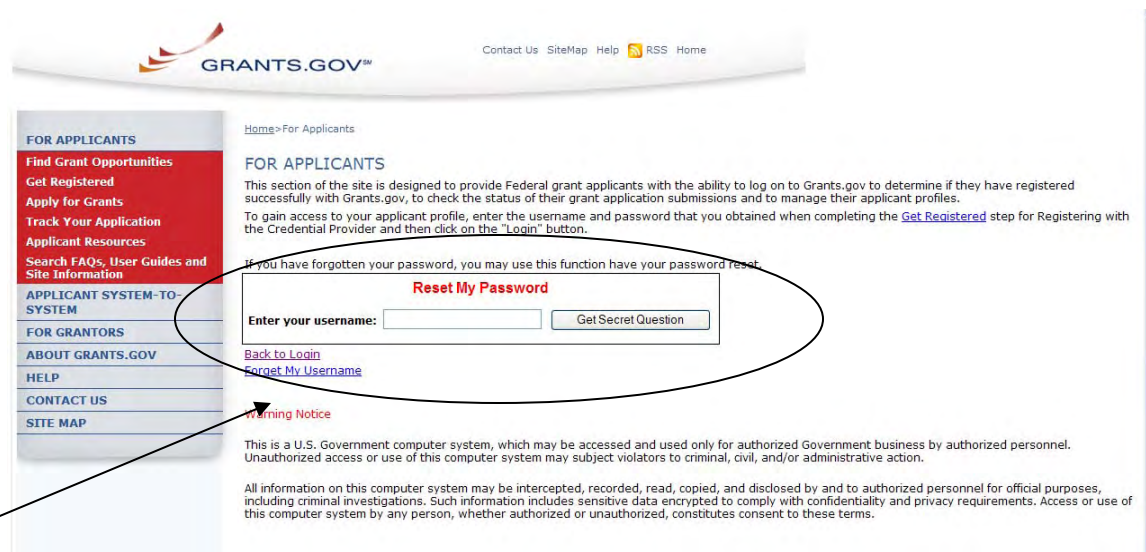 GRANTS.GOV℠
Contact Us SiteMap Help RSS Home
FOR APPLICANTS
Find Grant Opportunities
Get Registered
Apply for Grants
Track Your Application
Applicant Resources
Search FAQs, User Guides and
Site Information
APPLICANT SYSTEM-TO-
SYSTEM
FOR GRANTORS
ABOUT GRANTS.GOV
HELP
CONTACT US
SITE MAP
Home>For Applicants
FOR APPLICANTS
This section of the site is designed to provide Federal grant applicants with the ability to log on to Grants.gov to determine if they have registered
successfully with Grants.gov, to check the status of their grant application submissions and to manage their applicant profiles.
To gain access to your applicant profile, enter the username and password that you obtained when completing the Get Registered step for Registering with
the Credential Provider and then click on the "Login" button.
If you have forgotten your password, you may use this function have your password reset.
Reset My Password
Enter your username: Get Secret Question
Back to Login
Forget My Username
Warning Notice
This is a U.S. Government computer system, which may be accessed and used only for authorized Government business by authorized personnel.
Unauthorized access or use of this computer system may subject violators to criminal, civil, and/or administrative action.
All information on this computer system may be intercepted, recorded, read, copied, and disclosed by and to authorized personnel for official purposes,
including criminal investigations. Such information includes sensitive data encrypted to comply with confidentiality and privacy requirements. Access or use of
this computer system by any person, whether authorized or unauthorized, constitutes consent to these terms.